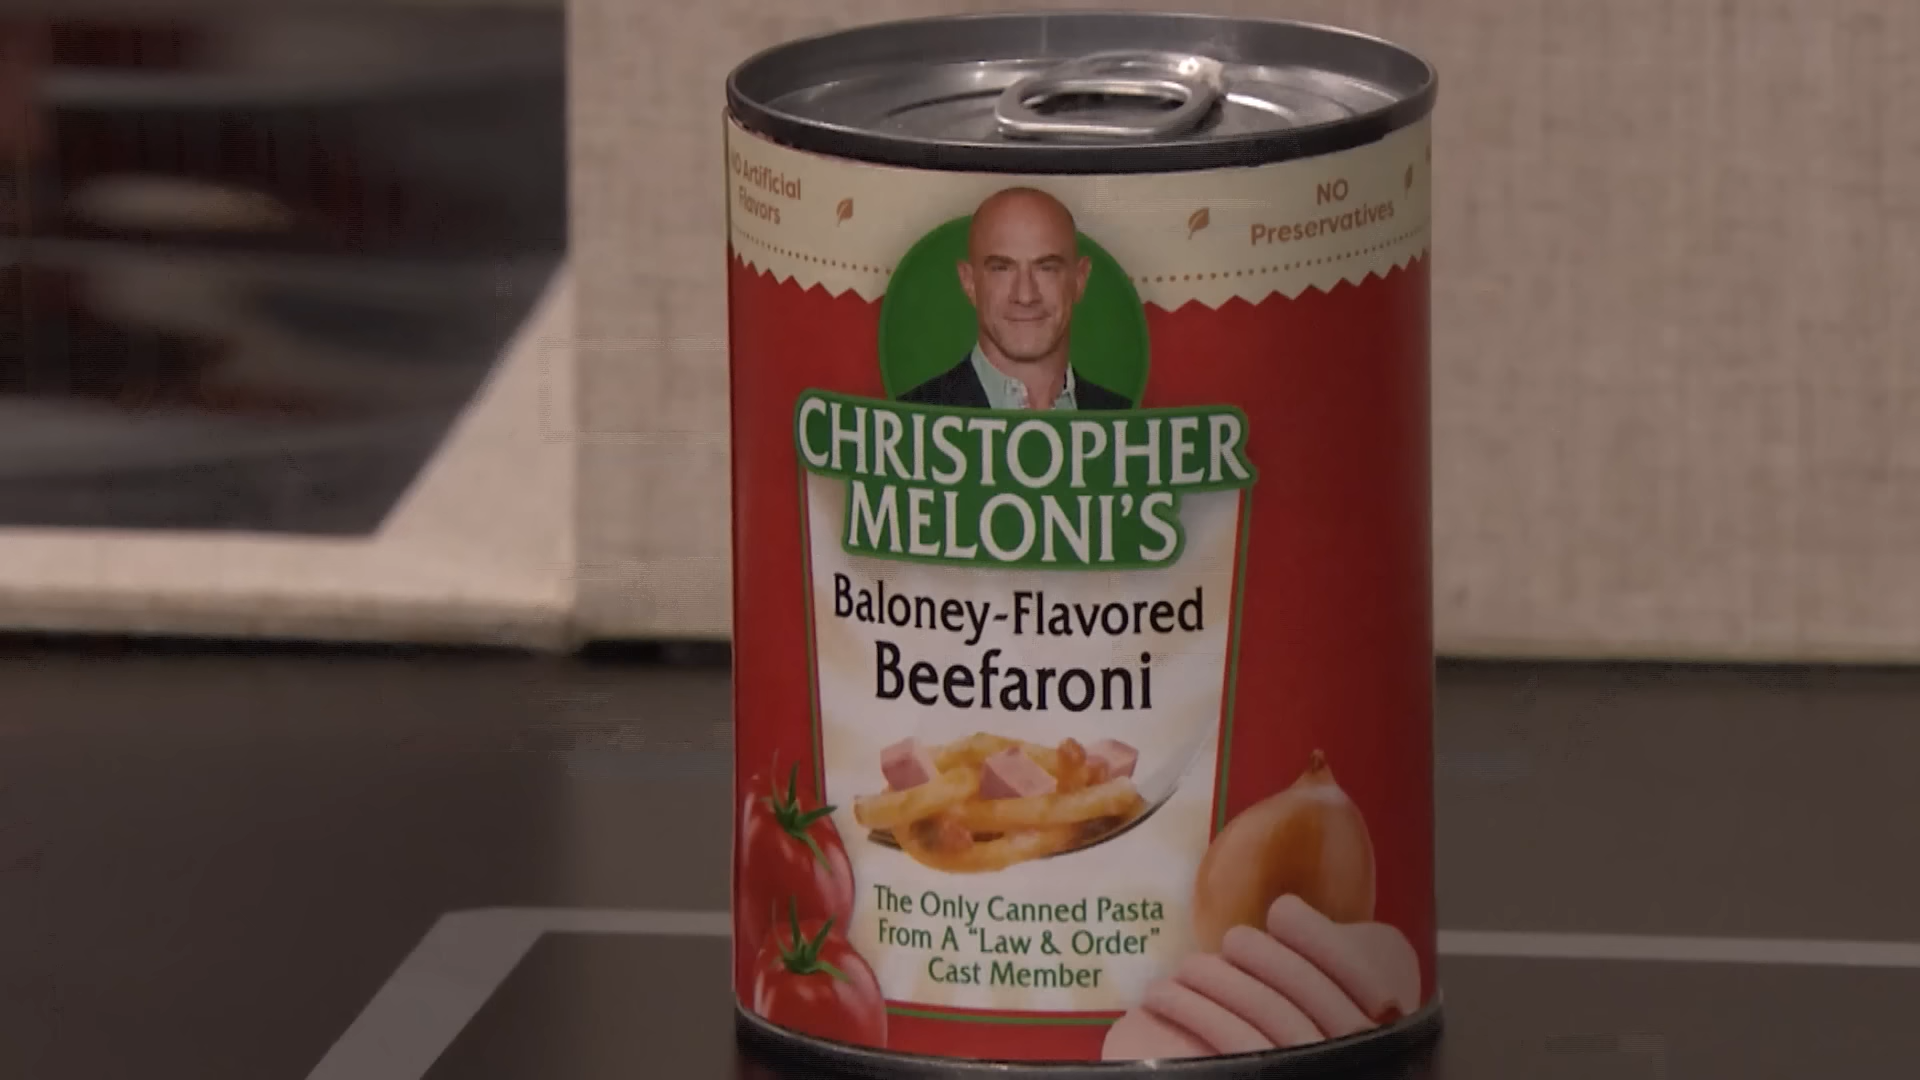 NO Artificial
Flavors
NO
Preservatives
CHRISTOPHER
MELONI'S
Baloney-Flavored
Beefaroni
The Only Canned Pasta
From A "Law & Order"
Cast Member